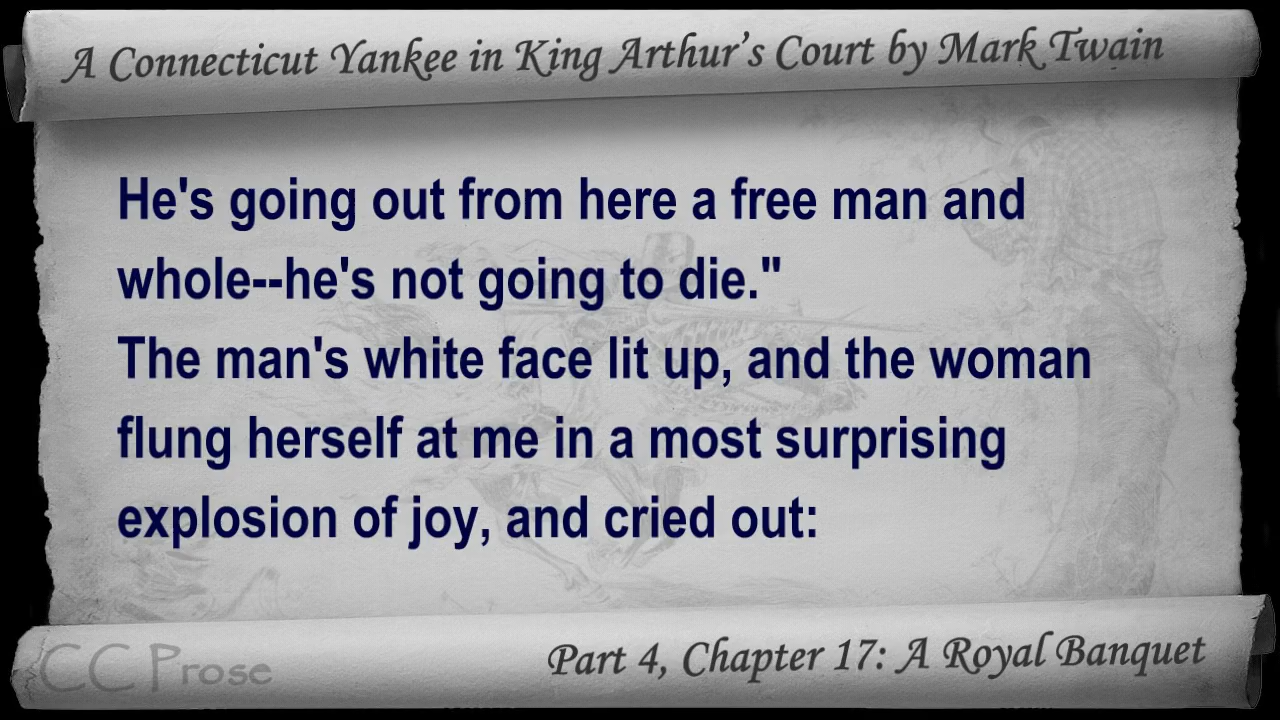 A Connecticut Yankee in King Arthur's Court by Mark Twain
He's going out from here a free man and
whole--he's not going to die."
The man's white face lit up, and the woman
flung herself at me in a most surprising
explosion of joy, and cried out:
CC Prose
Part 4, Chapter 17: A Royal Banquet